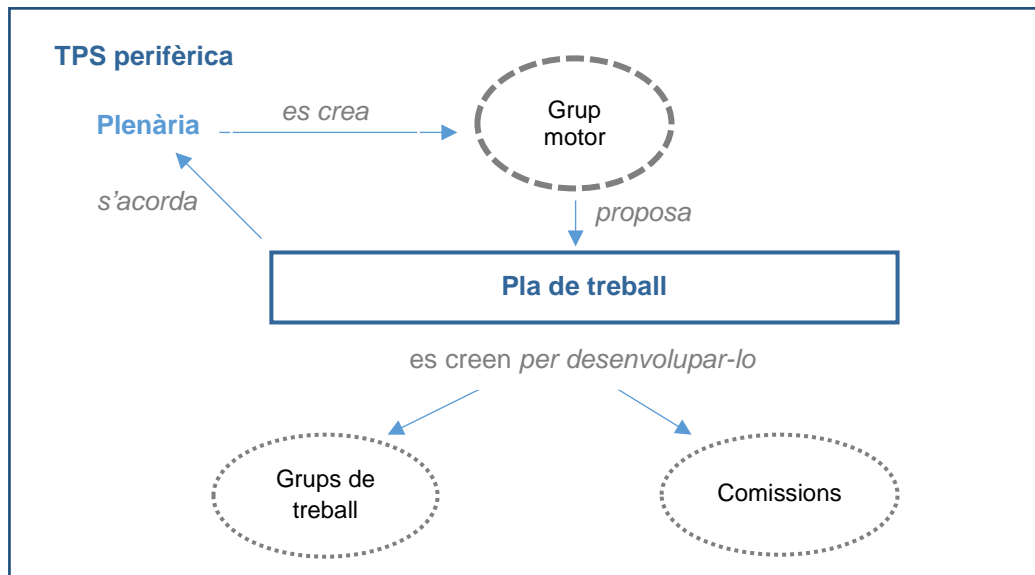 TPS perifèrica
Plenària
es crea
Grup
motor
s’acorda
proposa
Pla de treball
es creen per desenvolupar-lo
Grups de
treball
Comissions